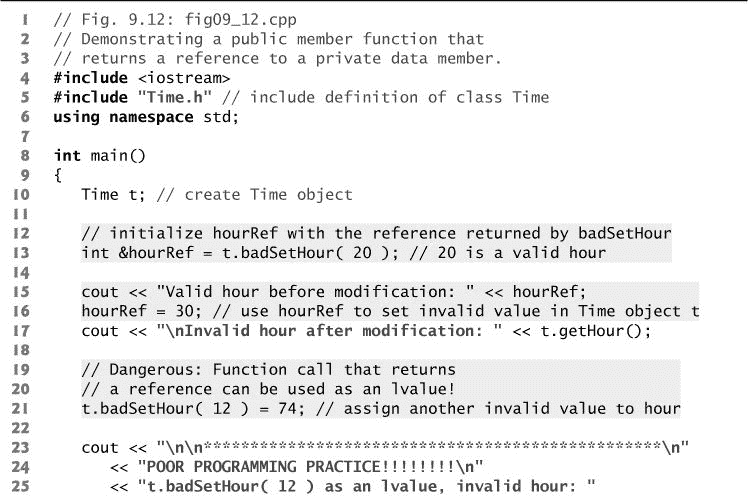 1 // Fig. 9.12: fig09_12.cpp
2 // Demonstrating a public member function that
3 // returns a reference to a private data member.
4 #include <iostream>
5 #include "Time.h" // include definition of class Time
6 using namespace std;
7
8 int main()
9 {
10 Time t; // create Time object
11
12 // initialize hourRef with the reference returned by badSetHour
13 int &hourRef = t.badSetHour( 20 ); // 20 is a valid hour
14
15 cout << "Valid hour before modification: " << hourRef;
16 hourRef = 30; // use hourRef to set invalid value in Time object t
17 cout << "\nInvalid hour after modification: " << t.getHour();
18
19 // Dangerous: Function call that returns
20 // a reference can be used as an lvalue!
21 t.badSetHour( 12 ) = 74; // assign another invalid value to hour
22
23 cout << "\n\n*************************************************\n"
24 << "POOR PROGRAMMING PRACTICE!!!!!!!!\n"
25 << "t.badSetHour( 12 ) as an lvalue, invalid hour: "